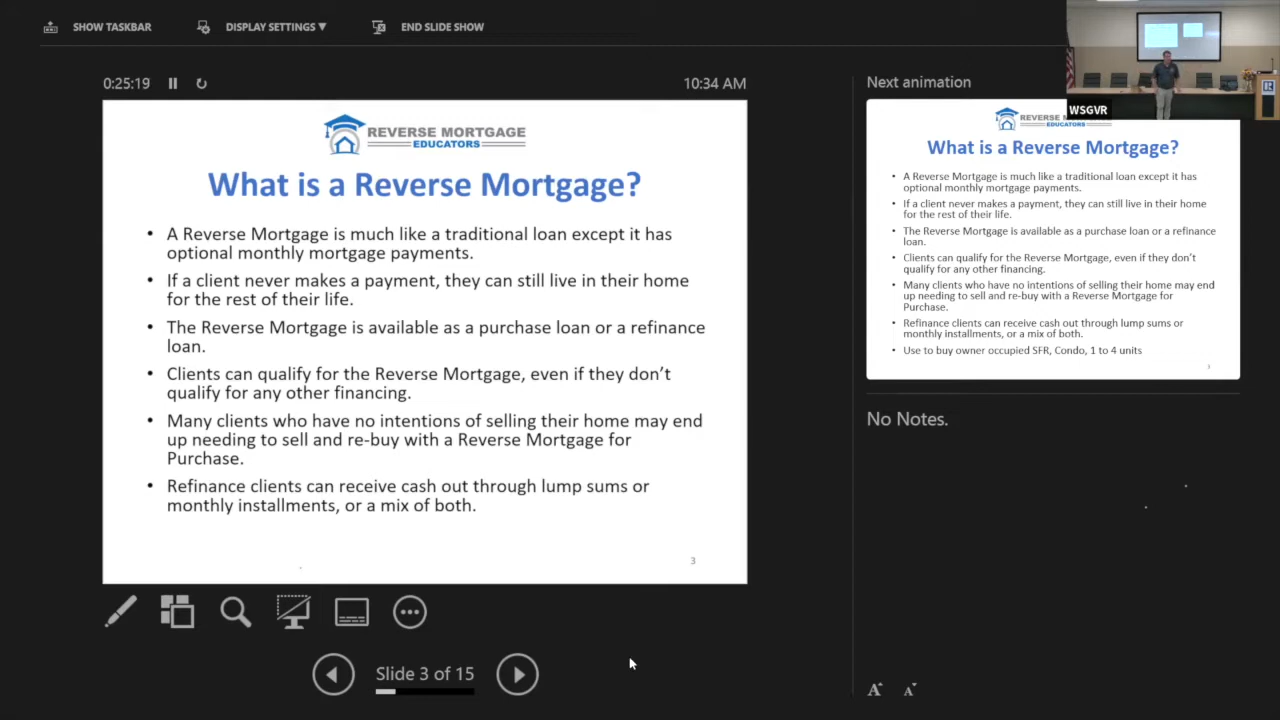 SHOW TASKBAR
DISPLAY SETTINGS ▼
END SLIDE SHOW
0:25:19
10:34 AM
REVERSE MORTGAGE
EDUCATORS
What is a Reverse Mortgage?
• A Reverse Mortgage is much like a traditional loan except it has
optional monthly mortgage payments.
• If a client never makes a payment, they can still live in their home
for the rest of their life.
• The Reverse Mortgage is available as a purchase loan or a refinance
loan.
• Clients can qualify for the Reverse Mortgage, even if they don't
qualify for any other financing.
• Many clients who have no intentions of selling their home may end
up needing to sell and re-buy with a Reverse Mortgage for
Purchase.
• Refinance clients can receive cash out through lump sums or
monthly installments, or a mix of both.
3
Slide 3 of 15
Next animation
WSGVR
REVERSE
EDUCATORS
What is a Reverse Mortgage?
• A Reverse Mortgage is much like a traditional loan except it has
optional monthly mortgage payments.
• If a client never makes a payment, they can still live in their home
for the rest of their life.
• The Reverse Mortgage is available as a purchase loan or a refinance
loan.
• Clients can qualify for the Reverse Mortgage, even if they don't
qualify for any other financing.
• Many clients who have no intentions of selling their home may end
up needing to sell and re-buy with a Reverse Mortgage for
Purchase.
• Refinance clients can receive cash out through lump sums or
monthly installments, or a mix of both.
• Use to buy owner occupied SFR, Condo, 1 to 4 units
No Notes.
A A